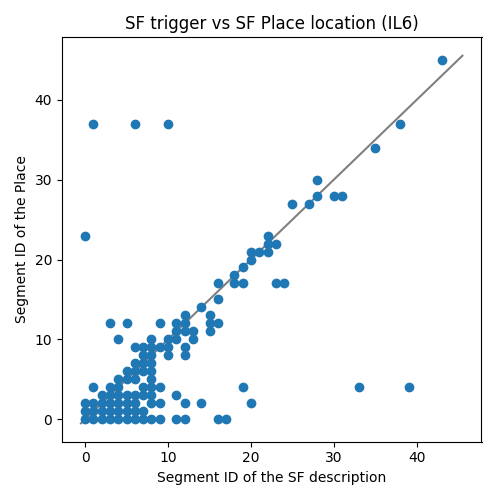 SF trigger vs SF Place location (IL6)
Segment ID of the Place
40
30
20
10
0
0 10 20 30 40
Segment ID of the SF description